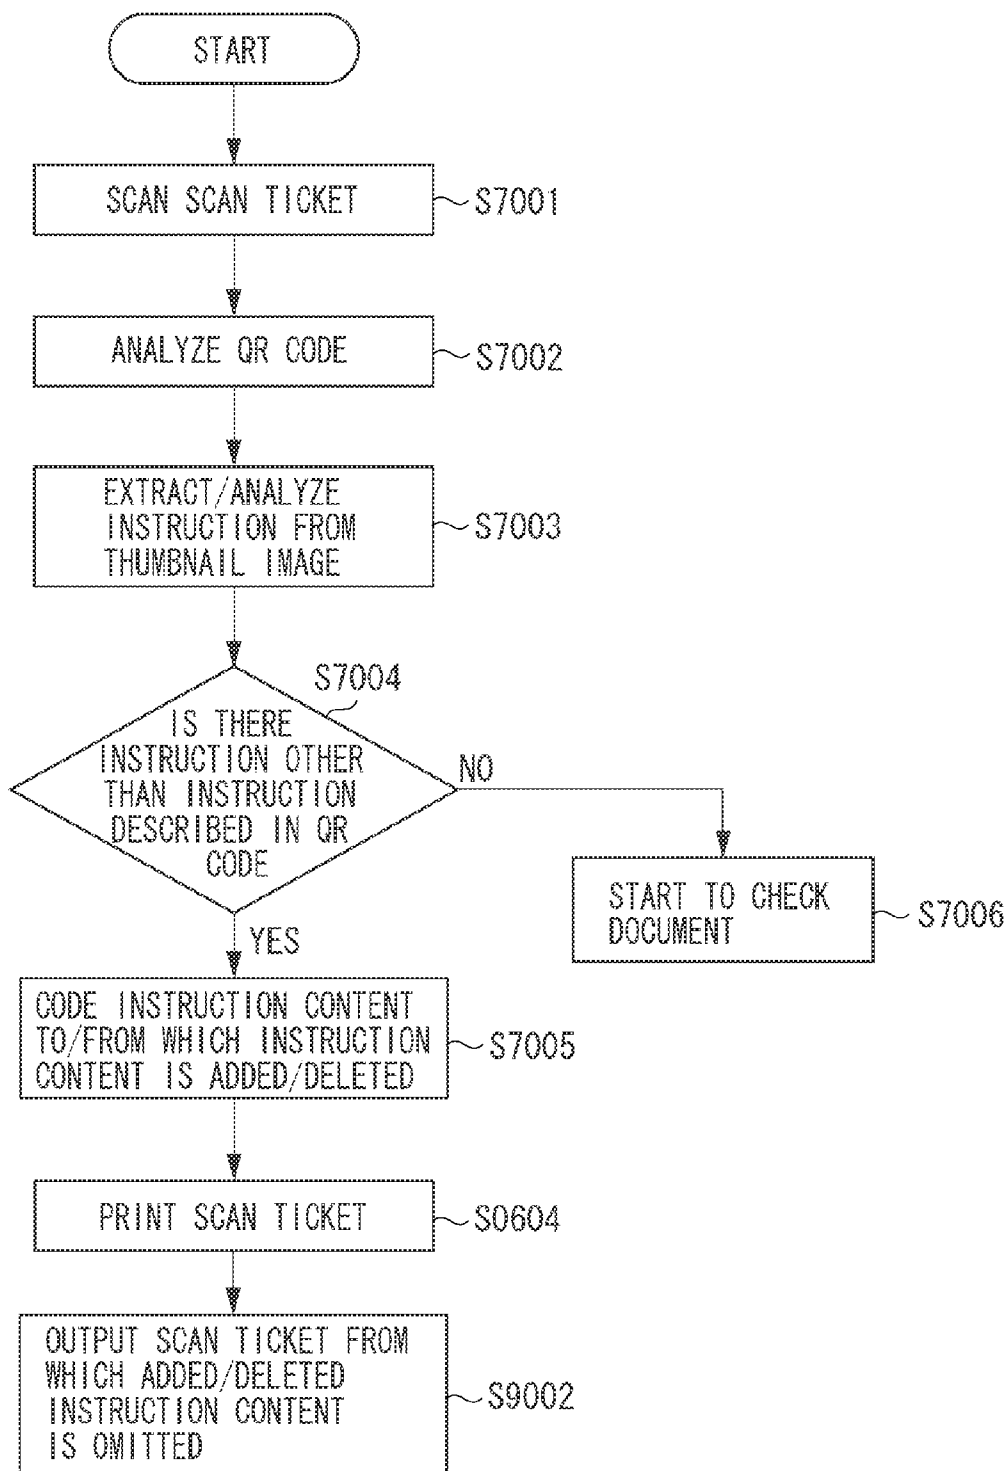 START
SCAN SCAN TICKET
S7001
ANALYZE QR CODE
S7002
EXTRACT/ANALYZE
INSTRUCTION FROM
THUMBNAIL IMAGE
S7003
S7004
IS THERE
INSTRUCTION OTHER
THAN INSTRUCTION
DESCRIBED IN QR
CODE
NO
START TO CHECK
DOCUMENT
S7006
YES
CODE INSTRUCTION CONTENT
TO/FROM WHICH INSTRUCTION
CONTENT IS ADDED/DELETED
S7005
PRINT SCAN TICKET
S0604
OUTPUT SCAN TICKET FROM
WHICH ADDED/DELETED
INSTRUCTION CONTENT
IS OMITTED
S9002